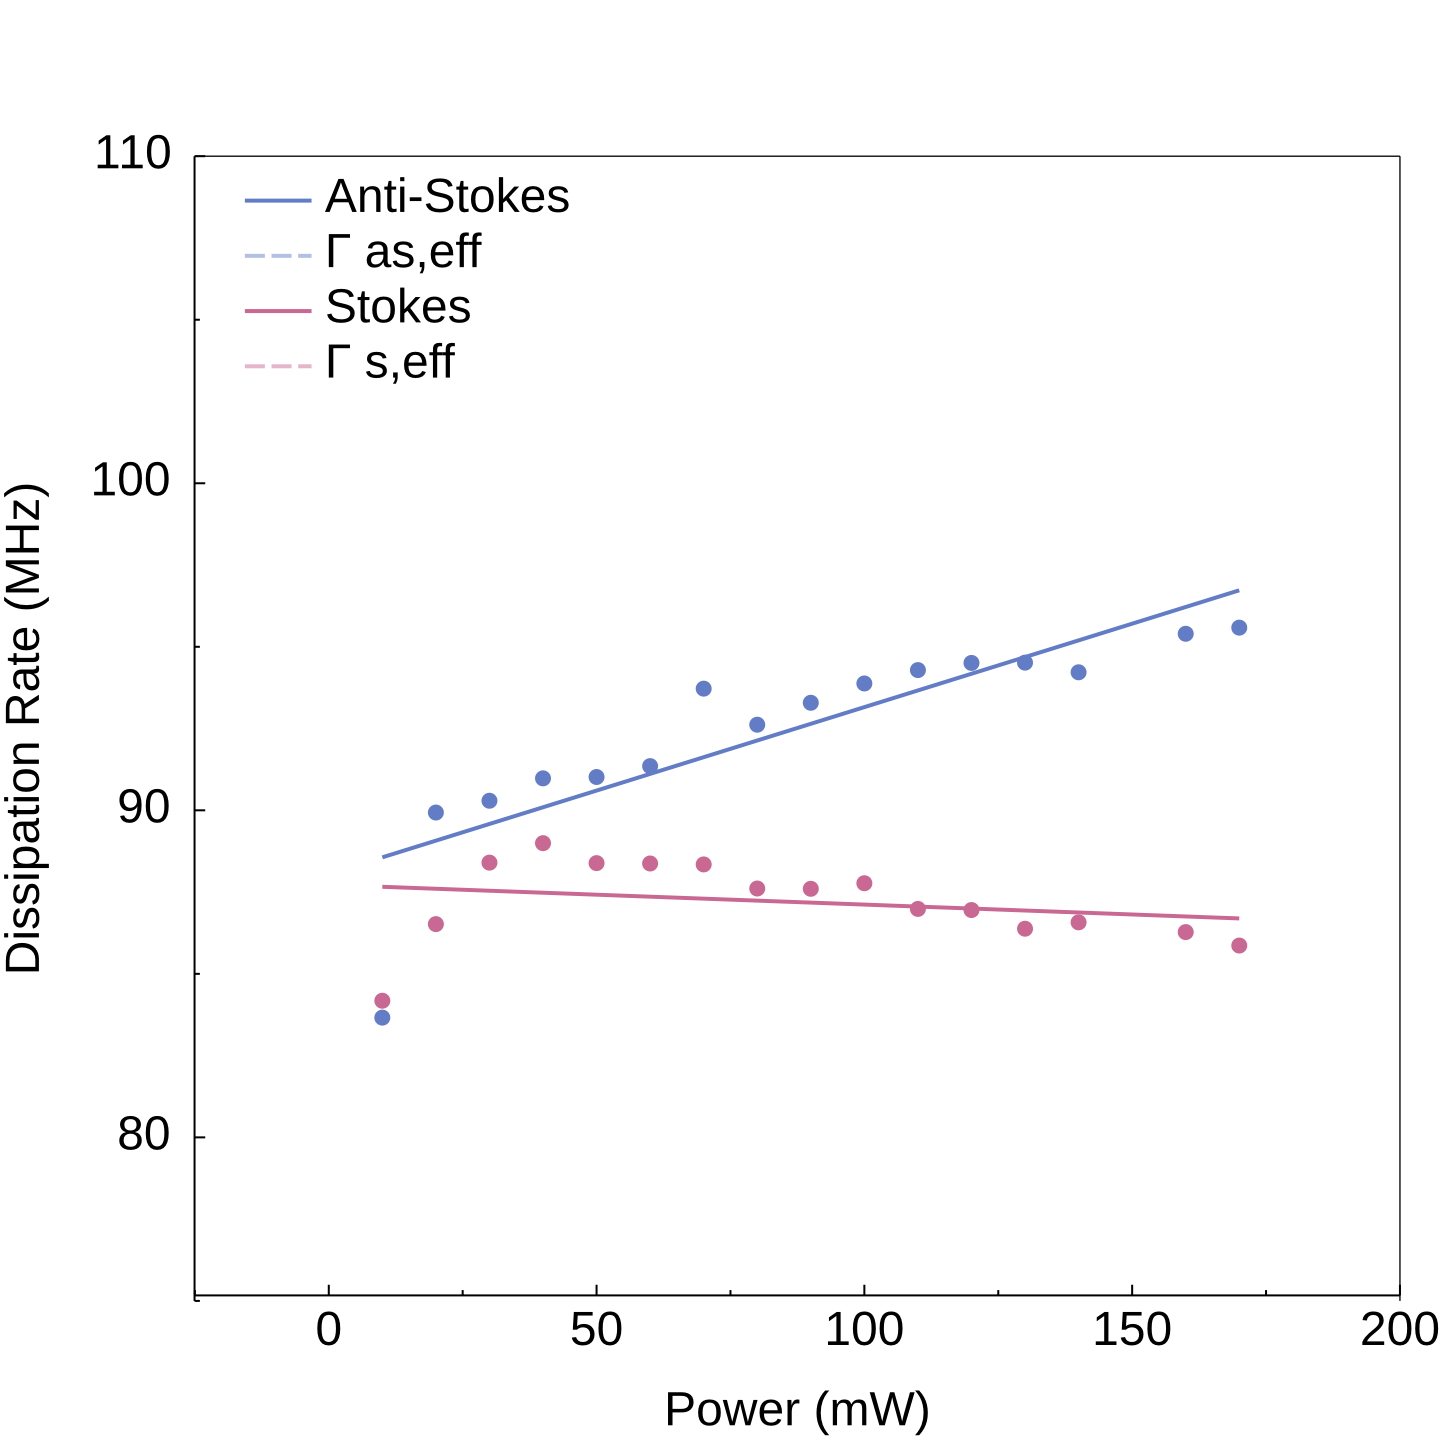 110
Anti-Stokes
Γ as,eff
Stokes
Γ s,eff
100
90
80
Dissipation Rate (MHz)
0 50 100 150 200
Power (mW)